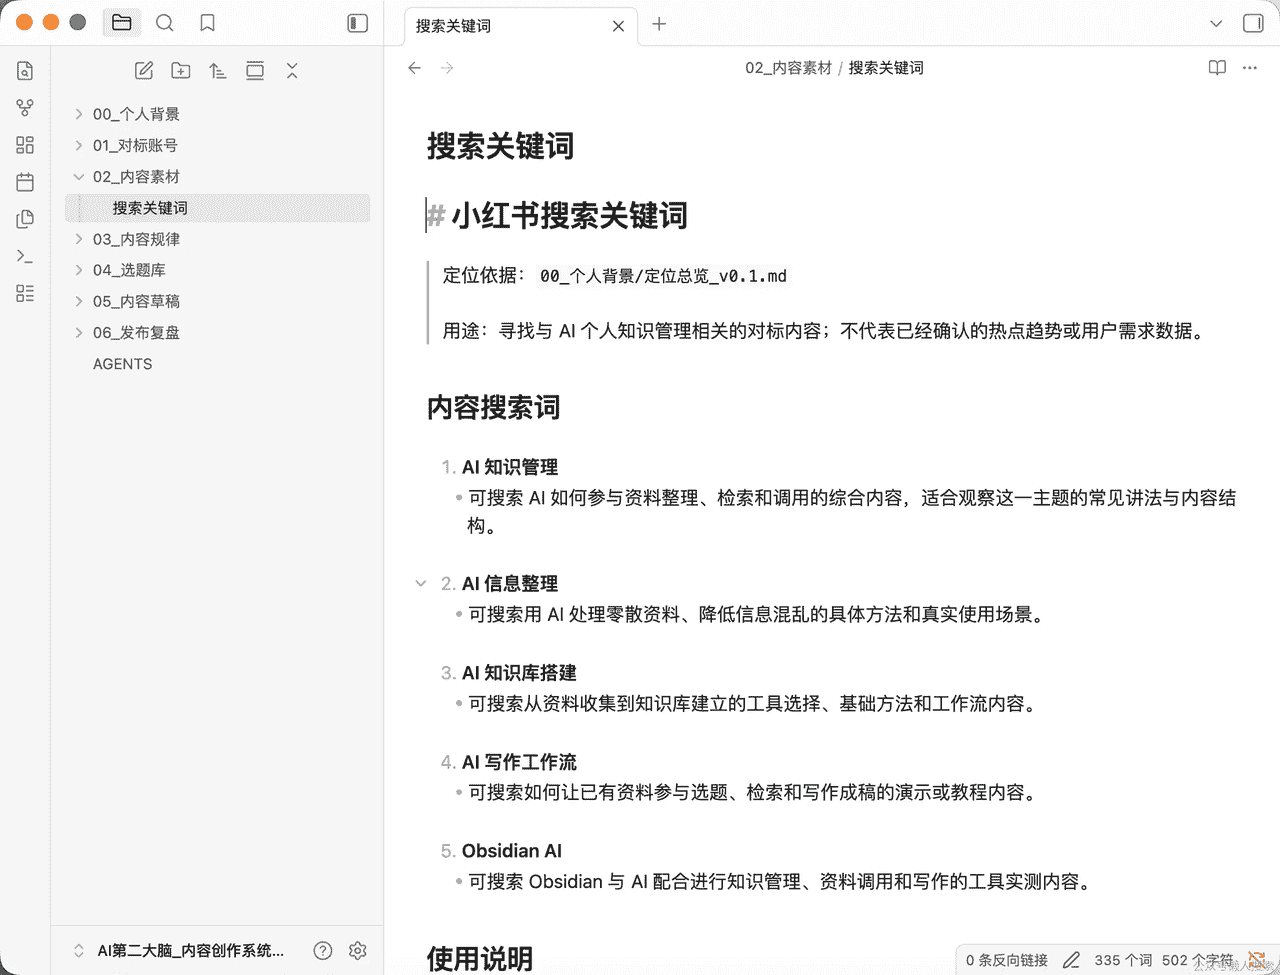 搜索关键词
02_内容素材 / 搜索关键词
00_个人背景
01_对标账号
02_内容素材
搜索关键词
03_内容规律
04_选题库
05_内容草稿
06_发布复盘
AGENTS
AI第二大脑_内容创作系统...
搜索关键词
# 小红书搜索关键词
定位依据： 00_个人背景/定位总览_v0.1.md
用途：寻找与 AI 个人知识管理相关的对标内容；不代表已经确认的热点趋势或用户需求数据。
内容搜索词
1. AI 知识管理
• 可搜索 AI 如何参与资料整理、检索和调用的综合内容，适合观察这一主题的常见讲法与内容结
构。
2. AI 信息整理
• 可搜索用 AI 处理零散资料、降低信息混乱的具体方法和真实使用场景。
3. AI 知识库搭建
• 可搜索从资料收集到知识库建立的工具选择、基础方法和工作流内容。
4. AI 写作工作流
• 可搜索如何让已有资料参与选题、检索和写作成稿的演示或教程内容。
5. Obsidian AI
• 可搜索 Obsidian 与 AI 配合进行知识管理、资料调用和写作的工具实测内容。
使用说明
0 条反向链接 335 个词 502 个字符